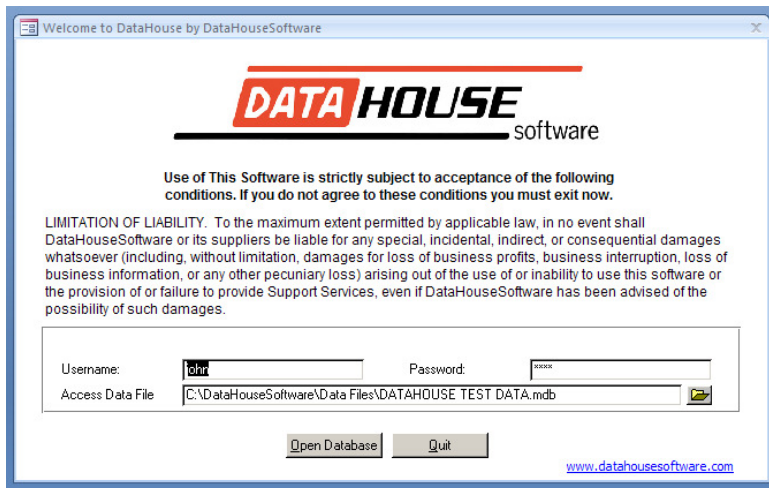 Welcome to DataHouse by DataHouseSoftware
DATA HOUSE
software
Use of This Software is strictly subject to acceptance of the following
conditions. If you do not agree to these conditions you must exit now.
LIMITATION OF LIABILITY. To the maximum extent permitted by applicable law, in no event shall
DataHouseSoftware or its suppliers be liable for any special, incidental, indirect, or consequential damages
whatsoever (including, without limitation, damages for loss of business profits, business interruption, loss of
business information, or any other pecuniary loss) arising out of the use of or inability to use this software or
the provision of or failure to provide Support Services, even if DataHouseSoftware has been advised of the
possibility of such damages.
Username: john Password: ****
Access Data File C:\DataHouseSoftware\Data Files\DATAHOUSE TEST DATA.mdb
Open Database Quit
www.datahousesoftware.com